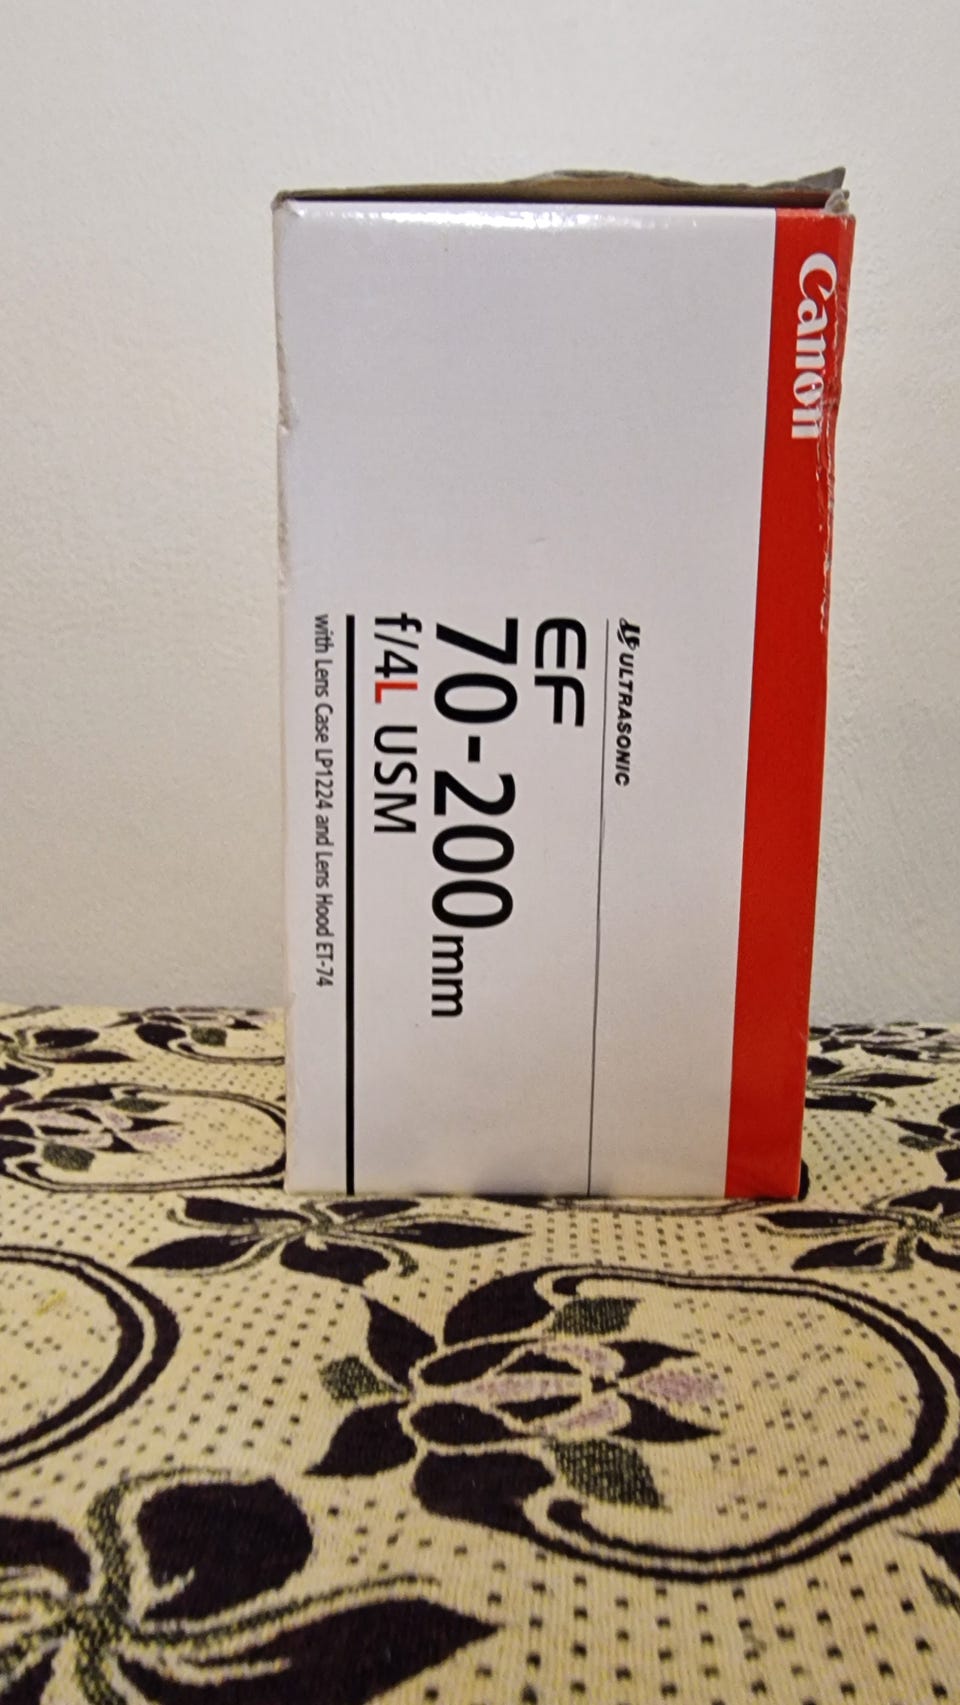 Canon
ULTRASONIC
EF
70-200mm
f/4L USM
with Lens Case LP1224 and Lens Hood ET-74